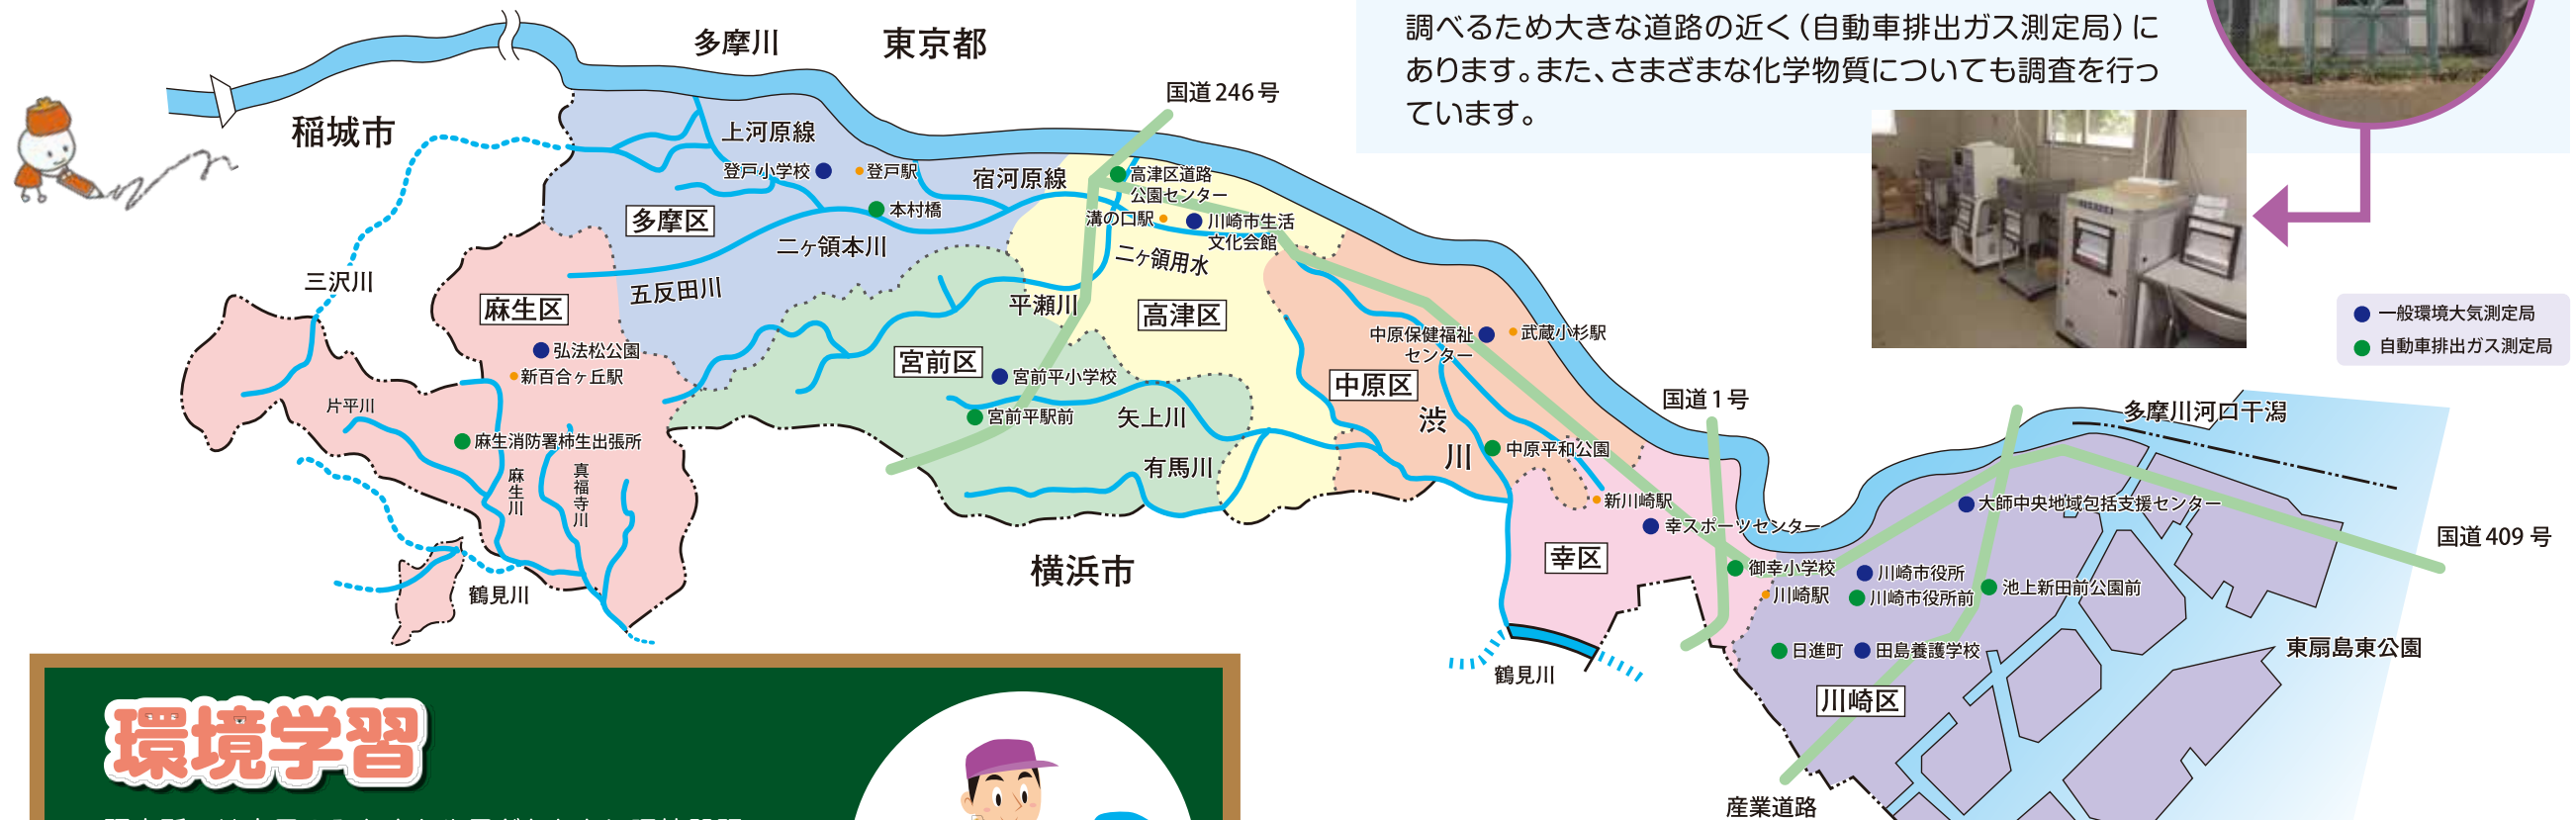 調べるため大きな道路の近く（自動車排出ガス測定局）に
あります。また、さまざまな化学物質についても調査を行っ
ています。
多摩川
東京都
国道246号
稲城市
上河原線
登戸小学校
登戸駅
宿河原線
高津区道路
公園センター
本村橋
多摩区
溝の口駅
川崎市生活
文化会館
二ヶ領本川
二ヶ領用水
三沢川
五反田川
麻生区
平瀬川
高津区
一般環境大気測定局
自動車排出ガス測定局
弘法松公園
新百合ヶ丘駅
宮前区
宮前平小学校
中原保健福祉
センター
武蔵小杉駅
中原区
片平川
宮前平駅前
矢上川
渋
川
国道1号
多摩川河口干潟
麻生消防署柿生出張所
麻生川
真福寺川
有馬川
中原平和公園
新川崎駅
大師中央地域包括支援センター
幸スポーツセンター
国道409号
横浜市
幸区
御幸小学校
川崎市役所
鶴見川
川崎駅
川崎市役所前
池上新田前公園前
日進町
田島養護学校
東扇島東公園
鶴見川
川崎区
産業道路
環境学習